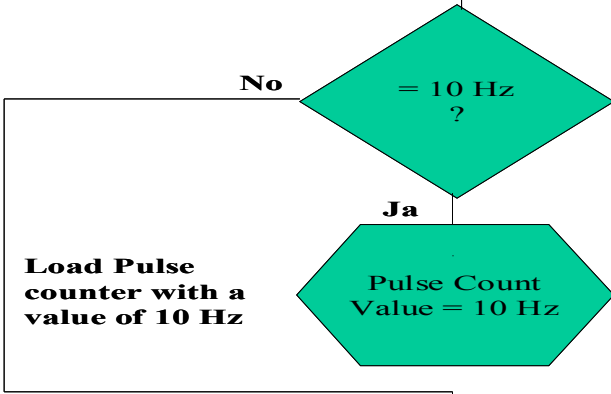 No
= 10 Hz
?
Ja
Load Pulse
counter with a
value of 10 Hz
Pulse Count
Value = 10 Hz